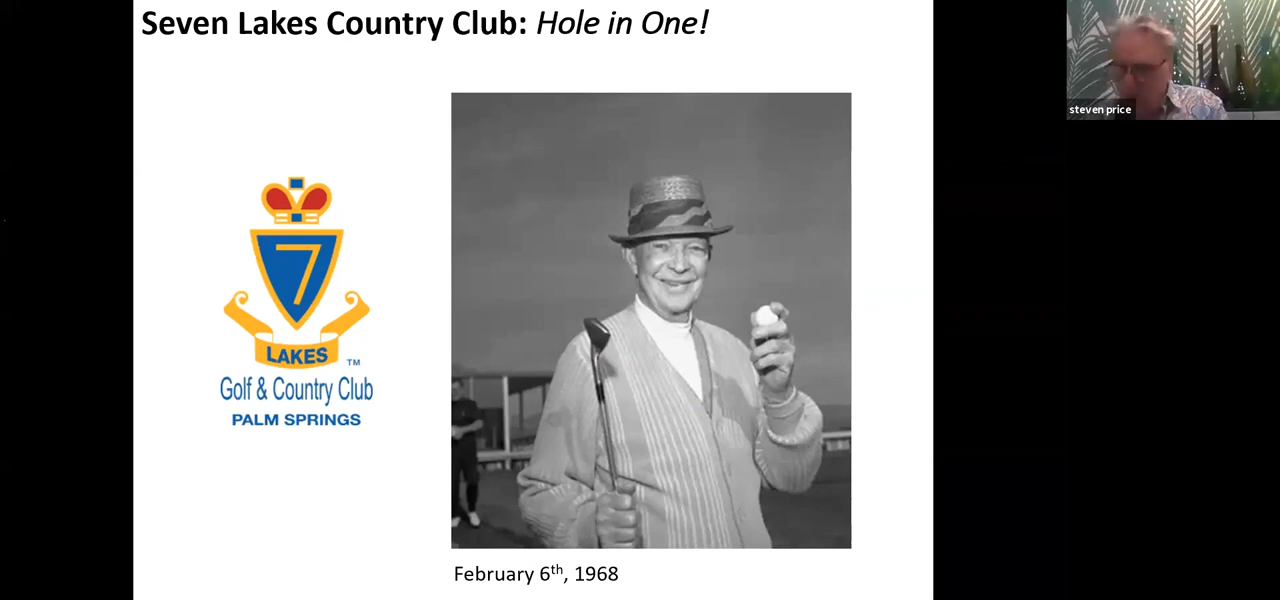 Seven Lakes Country Club: Hole in One!
steven price
7
LAKES
TM
Golf & Country Club
PALM SPRINGS
February 6th, 1968